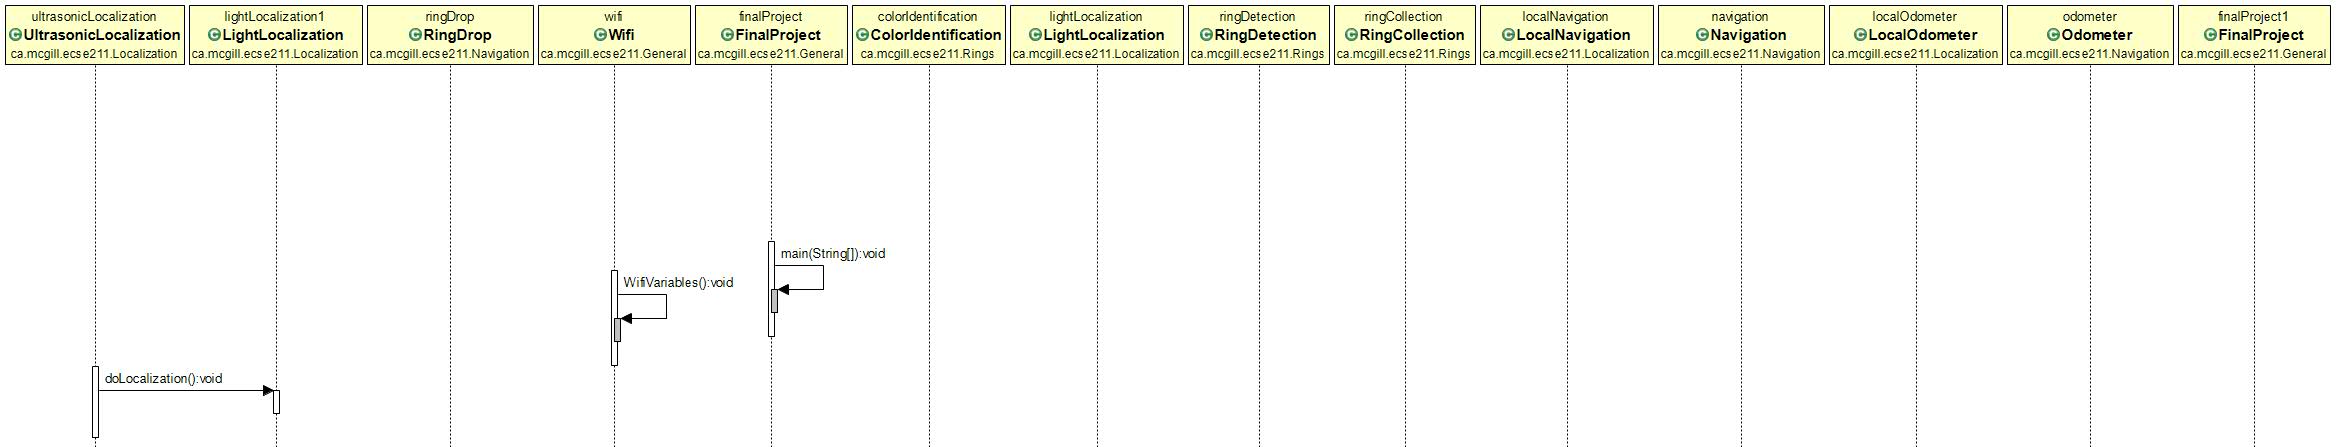 ultrasonicLocalization
UltrasonicLocalization
ca.mcgill.ecse211.Localization
lightLocalization1
LightLocalization
ca.mcgill.ecse211.Localization
ringDrop
RingDrop
ca.mcgill.ecse211.Navigation
wifi
Wifi
ca.mcgill.ecse211.General
finalProject
FinalProject
ca.mcgill.ecse211.General
colorIdentification
ColorIdentification
ca.mcgill.ecse211.Rings
lightLocalization
LightLocalization
ca.mcgill.ecse211.Localization
ringDetection
RingDetection
ca.mcgill.ecse211.Rings
ringCollection
RingCollection
ca.mcgill.ecse211.Rings
localNavigation
LocalNavigation
ca.mcgill.ecse211.Localization
navigation
Navigation
ca.mcgill.ecse211.Navigation
localOdometer
LocalOdometer
ca.mcgill.ecse211.Localization
odometer
Odometer
ca.mcgill.ecse211.Navigation
finalProject1
FinalProject
ca.mcgill.ecse211.General
main(String[]):void
WifiVariables():void
doLocalization():void